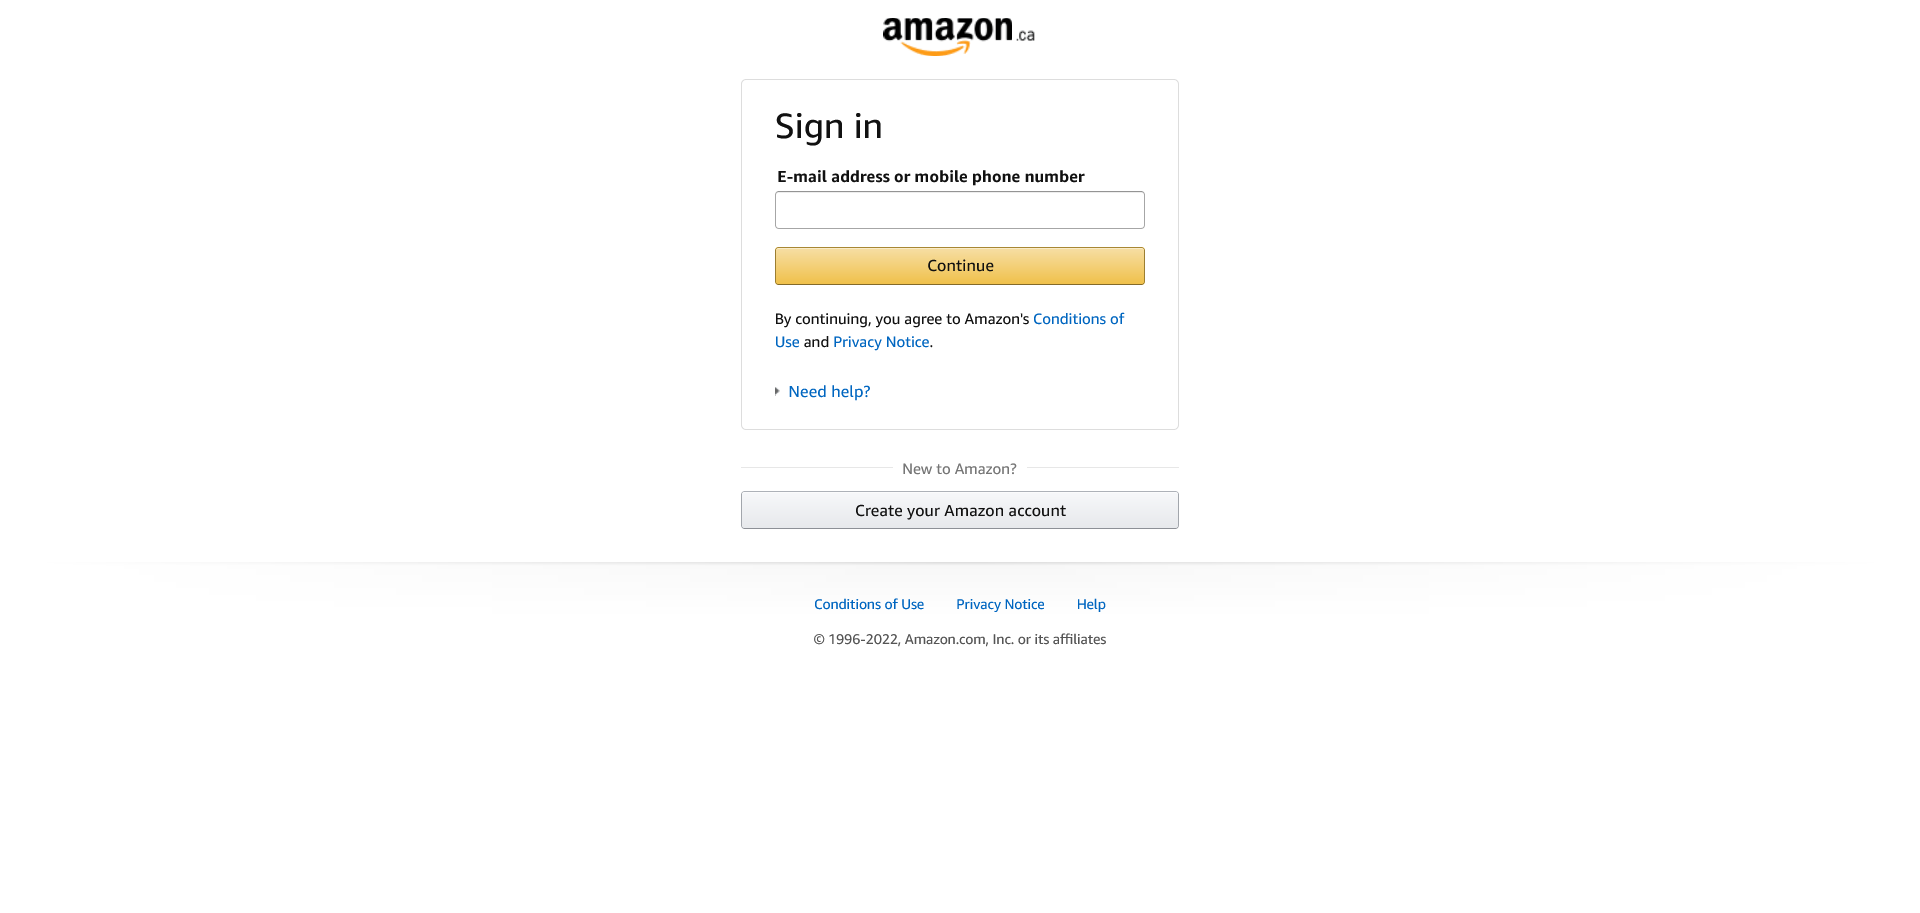 amazon.ca
Sign in
E-mail address or mobile phone number
Continue
By continuing, you agree to Amazon's Conditions of
Use and Privacy Notice.
Need help?
New to Amazon?
Create your Amazon account
Conditions of Use Privacy Notice Help
© 1996-2022, Amazon.com, Inc. or its affiliates